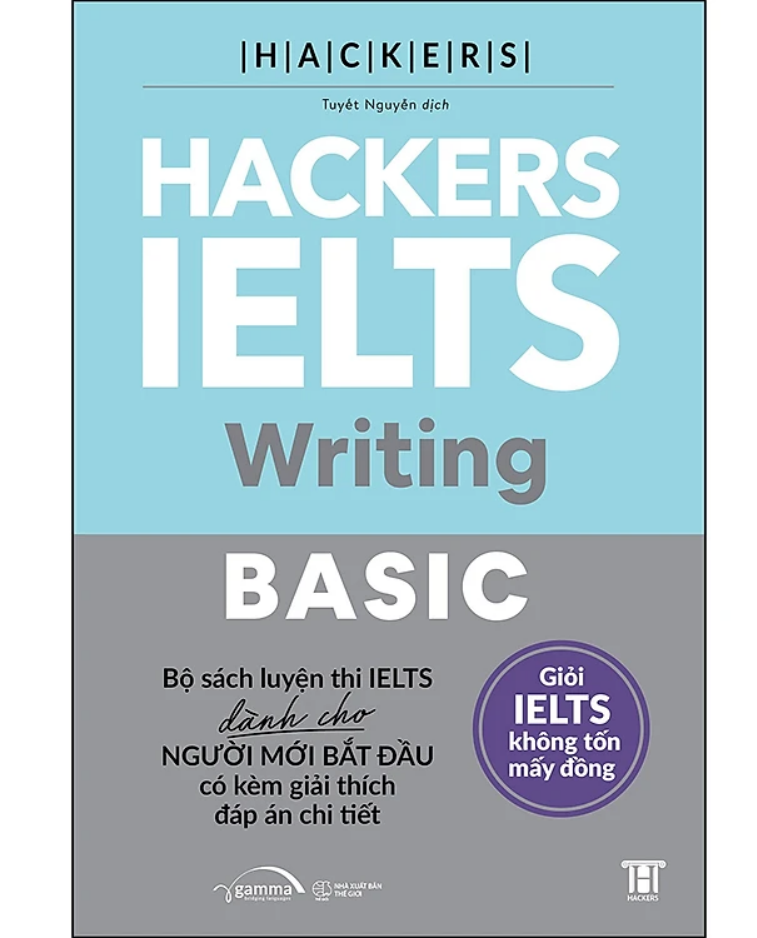 |H|A|C|K|E|R|S|
Tuyết Nguyễn dịch
HACKERS
IELTS
Writing
BASIC
Bộ sách luyện thi IELTS
dành cho
NGƯỜI MỚI BẮT ĐẦU
có kèm giải thích
đáp án chi tiết
Giỏi
IELTS
không tốn
mấy đồng
gamma
bridging languages
NHÀ XUẤT BẢN
THẾ GIỚI
H
HACKERS